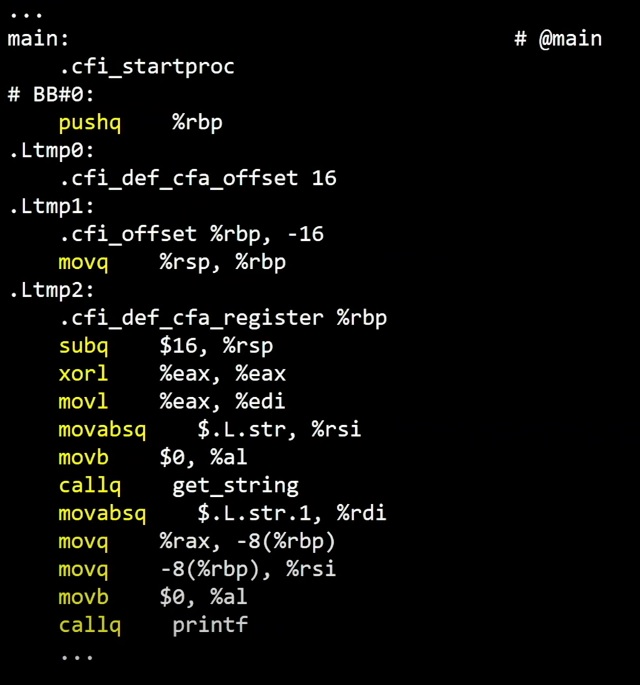 ...
main:                                   # @main
    .cfi_startproc
# BB#0:
    pushq    %rbp
.Ltmp0:
    .cfi_def_cfa_offset 16
.Ltmp1:
    .cfi_offset %rbp, -16
    movq    %rsp, %rbp
.Ltmp2:
    .cfi_def_cfa_register %rbp
    subq    $16, %rsp
    xorl    %eax, %eax
    movl    %eax, %edi
    movabsq    $.L.str, %rsi
    movb    $0, %al
    callq    get_string
    movabsq    $.L.str.1, %rdi
    movq    %rax, -8(%rbp)
    movq    -8(%rbp), %rsi
    movb    $0, %al
    callq    printf
    ...